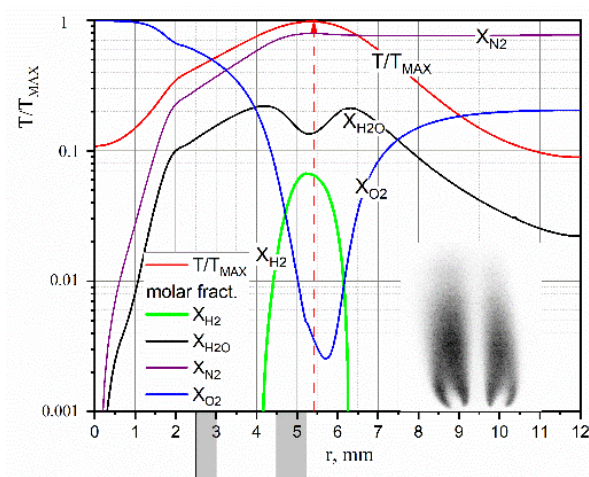 T/T_MAX
1
0.1
0.01
0.001
X_N2
T/T_MAX
X_H2O
X_O2
X_H2
T/T_MAX
molar fract.
X_H2
X_H2O
X_N2
X_O2
0 1 2 3 4 5 6 7 8 9 10 11 12
r, mm